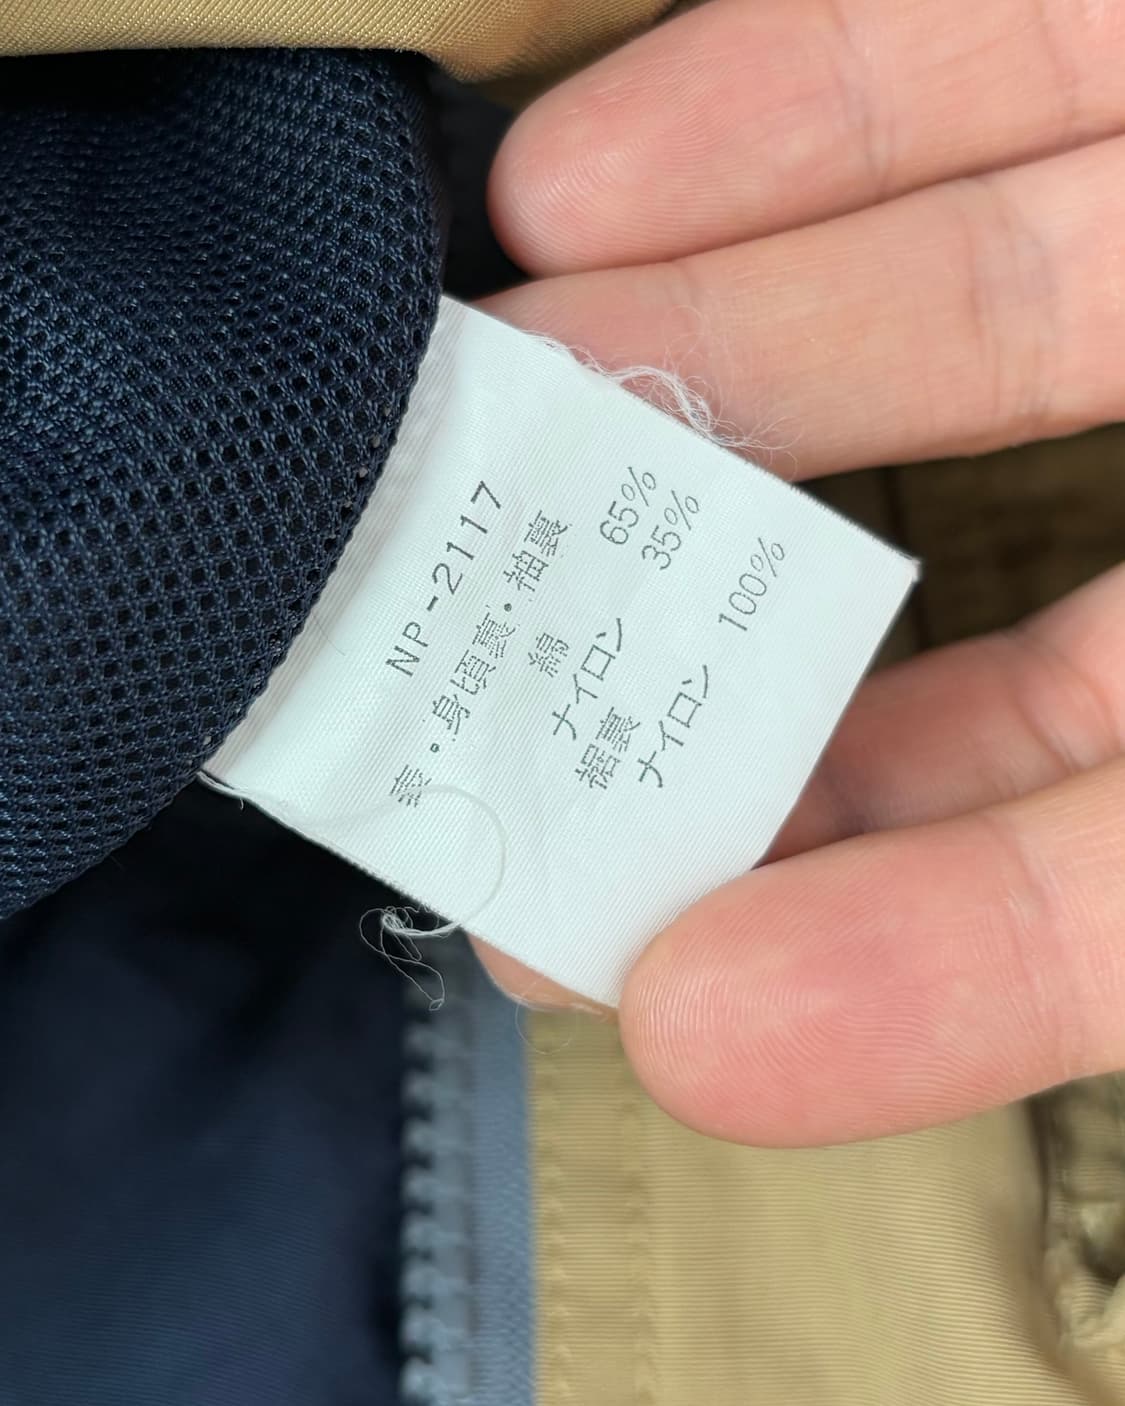 NP-2117
表・身頃裏・袖裏
綿 65%
ナイロン 35%
裾裏
ナイロン 100%